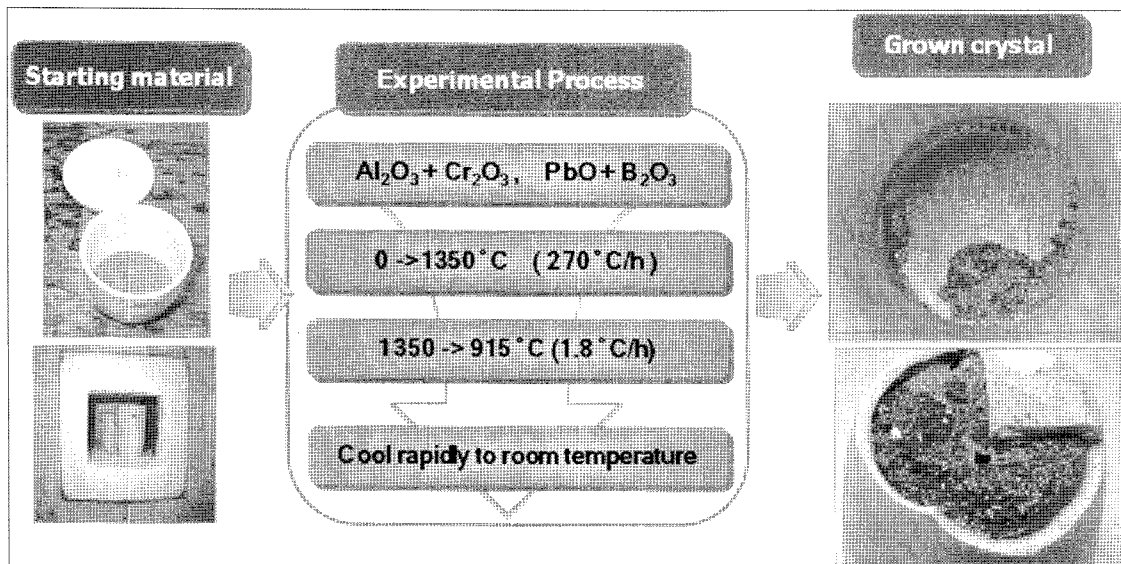 Starting material
Experimental Process
Al₂O₃ + Cr₂O₃, PbO + B₂O₃
0 ->1350˚C (270˚C/h)
1350 -> 915˚C (1.8˚C/h)
Cool rapidly to room temperature
Grown crystal